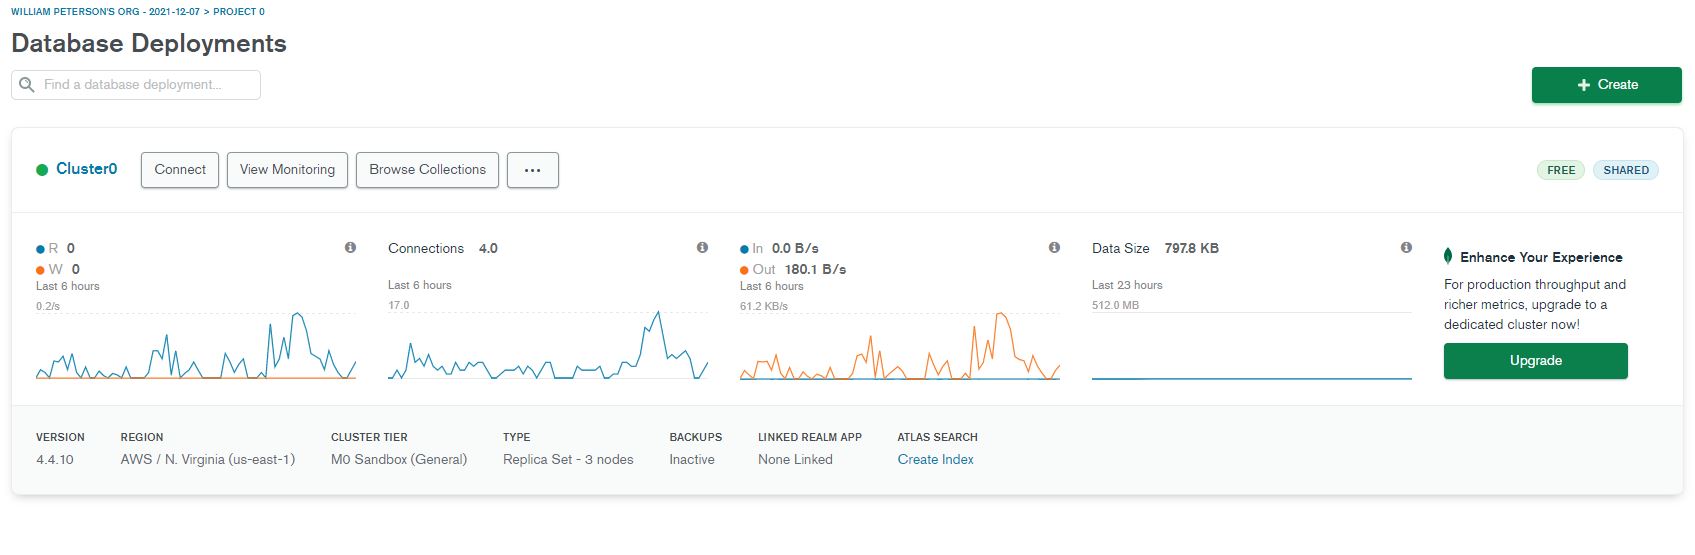 WILLIAM PETERSON'S ORG - 2021-12-07 > PROJECT 0
Database Deployments
Find a database deployment...
+ Create
Cluster0
Connect
View Monitoring
Browse Collections
...
FREE
SHARED
R 0
W 0
Last 6 hours
0.2/s
Connections 4.0
Last 6 hours
17.0
In 0.0 B/s
Out 180.1 B/s
Last 6 hours
61.2 KB/s
Data Size 797.8 KB
Last 23 hours
512.0 MB
Enhance Your Experience
For production throughput and
richer metrics, upgrade to a
dedicated cluster now!
Upgrade
VERSION
4.4.10
REGION
AWS / N. Virginia (us-east-1)
CLUSTER TIER
M0 Sandbox (General)
TYPE
Replica Set - 3 nodes
BACKUPS
Inactive
LINKED REALM APP
None Linked
ATLAS SEARCH
Create Index